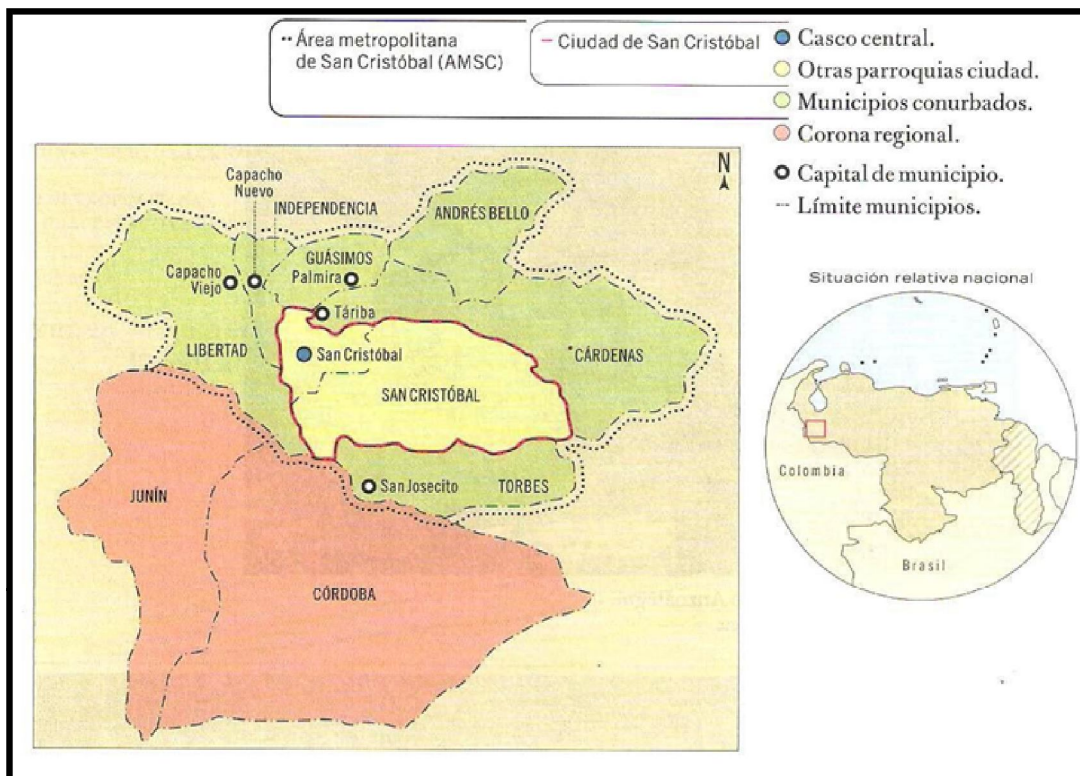 Área metropolitana
de San Cristóbal (AMSC)
Ciudad de San Cristóbal
Casco central.
Otras parroquias ciudad.
Municipios conurbados.
Corona regional.
Capital de municipio.
Límite municipios.
N
Capacho
Nuevo
INDEPENDENCIA
ANDRÉS BELLO
GUÁSIMOS
Palmira
Capacho
Viejo
Táriba
LIBERTAD
San Cristóbal
CÁRDENAS
SAN CRISTÓBAL
San Josecito
TORBES
JUNÍN
CÓRDOBA
Situación relativa nacional
Colombia
Brasil